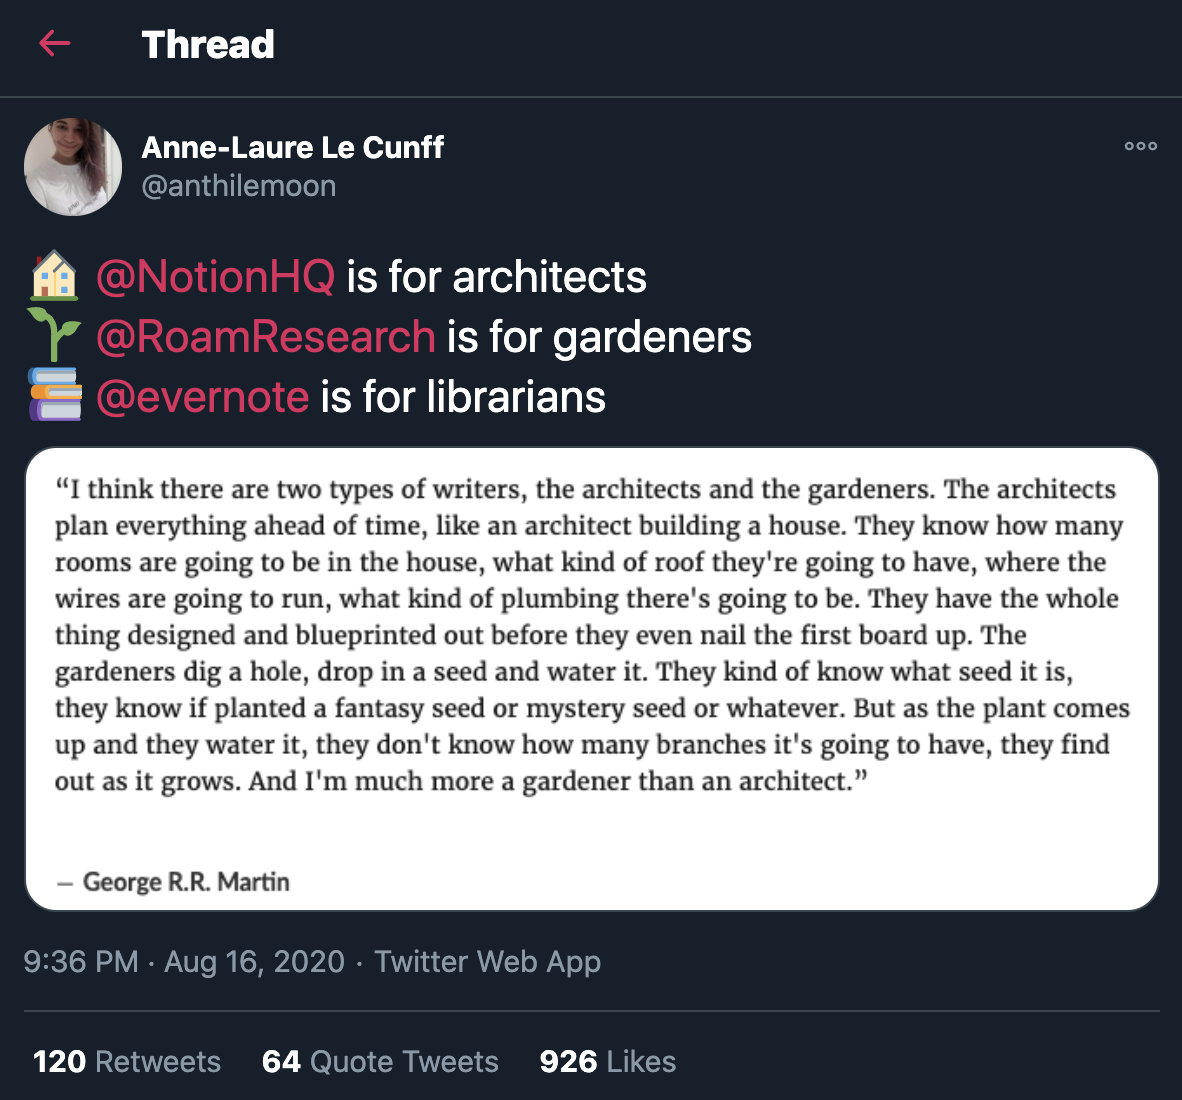 Thread
Anne-Laure Le Cunff
@anthilemoon
@NotionHQ is for architects
@RoamResearch is for gardeners
@evernote is for librarians
“I think there are two types of writers, the architects and the gardeners. The architects
plan everything ahead of time, like an architect building a house. They know how many
rooms are going to be in the house, what kind of roof they're going to have, where the
wires are going to run, what kind of plumbing there's going to be. They have the whole
thing designed and blueprinted out before they even nail the first board up. The
gardeners dig a hole, drop in a seed and water it. They kind of know what seed it is,
they know if planted a fantasy seed or mystery seed or whatever. But as the plant comes
up and they water it, they don't know how many branches it's going to have, they find
out as it grows. And I'm much more a gardener than an architect.”
— George R.R. Martin
9:36 PM · Aug 16, 2020 · Twitter Web App
120 Retweets 64 Quote Tweets 926 Likes